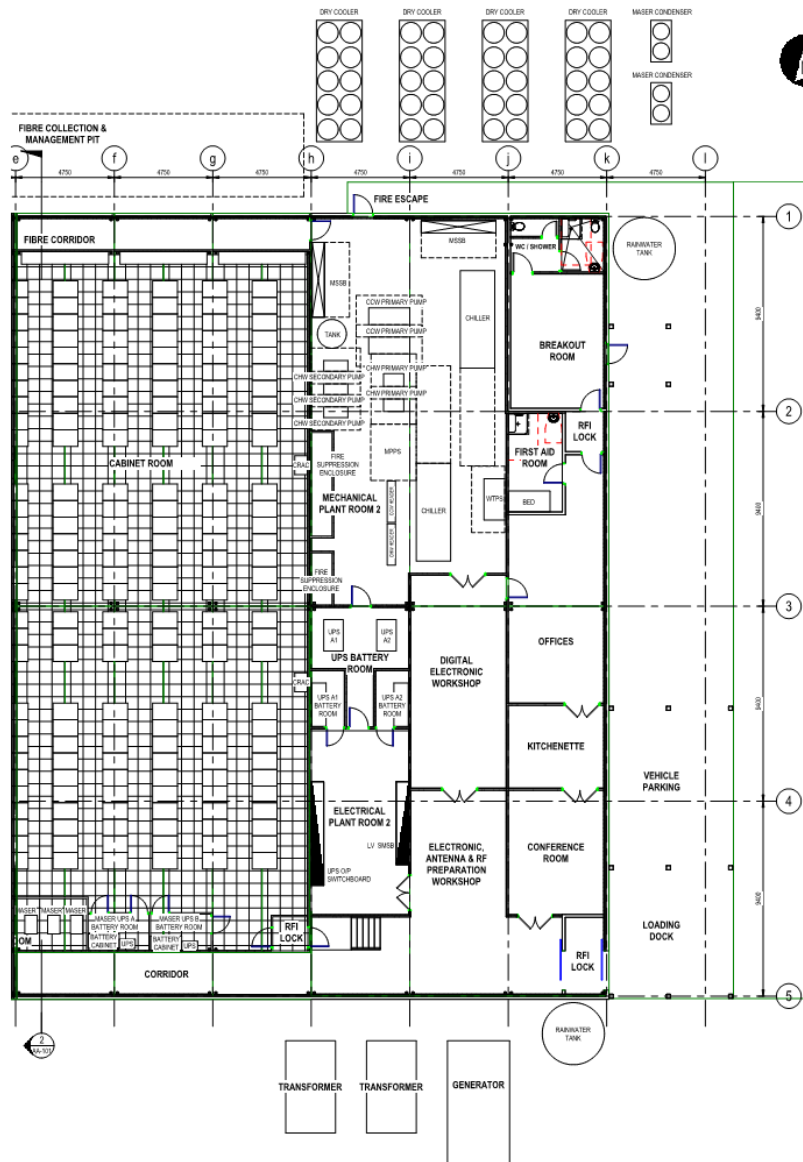 DRY COOLER
DRY COOLER
DRY COOLER
DRY COOLER
MASER CONDENSER
MASER CONDENSER
FIBRE COLLECTION &
MANAGEMENT PIT
e
f
g
h
i
j
k
l
4750
4750
4750
4750
4750
4750
4750
FIRE ESCAPE
1
FIBRE CORRIDOR
MSSB
WC / SHOWER
RAINWATER
TANK
MSSB
CCW PRIMARY PUMP
CHILLER
9400
TANK
CCW PRIMARY PUMP
BREAKOUT
ROOM
CHW SECONDARY PUMP
CHW PRIMARY PUMP
CHW SECONDARY PUMP
CHW PRIMARY PUMP
2
CHW SECONDARY PUMP
RFI
LOCK
FIRST AID
ROOM
CABINET ROOM
CRAC
FIRE
SUPPRESSION
ENCLOSURE
MPPS
MECHANICAL
PLANT ROOM 2
WTPS
BED
CHILLER
9400
FIRE
SUPPRESSION
ENCLOSURE
3
UPS
A1
UPS
A2
UPS BATTERY
ROOM
DIGITAL
ELECTRONIC
WORKSHOP
OFFICES
CRAC
UPS A1
BATTERY
ROOM
UPS A2
BATTERY
ROOM
9400
KITCHENETTE
VEHICLE
PARKING
4
ELECTRICAL
PLANT ROOM 2
LV SMSB
ELECTRONIC,
ANTENNA & RF
PREPARATION
WORKSHOP
CONFERENCE
ROOM
UPS O/P
SWITCHBOARD
9400
MASER
MASER
MASER
MASER UPS A
BATTERY ROOM
MASER UPS B
BATTERY ROOM
RFI
LOCK
LOADING
DOCK
OOM
BATTERY
CABINET
UPS
BATTERY
CABINET
UPS
RFI
LOCK
CORRIDOR
5
2
AA-101
RAINWATER
TANK
TRANSFORMER
TRANSFORMER
GENERATOR